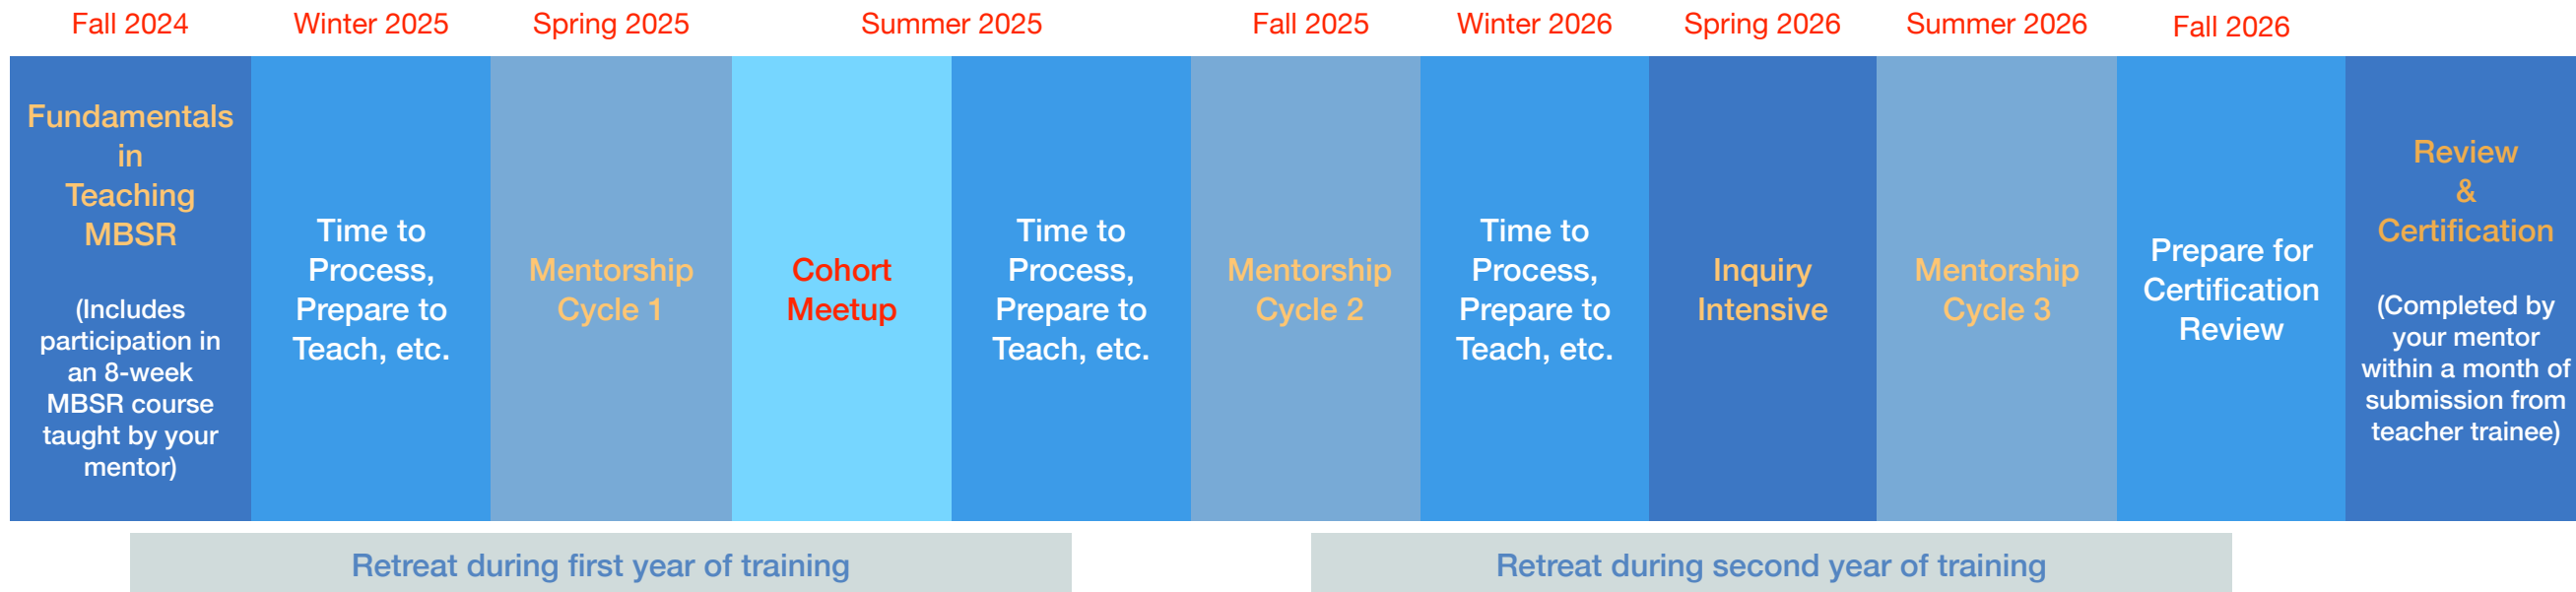 Fall 2024
Winter 2025
Spring 2025
Summer 2025
Fall 2025
Winter 2026
Spring 2026
Summer 2026
Fall 2026
Fundamentals
in
Teaching
MBSR
(Includes
participation in
an 8-week
MBSR course
taught by your
mentor)
Time to
Process,
Prepare to
Teach, etc.
Mentorship
Cycle 1
Cohort
Meetup
Time to
Process,
Prepare to
Teach, etc.
Mentorship
Cycle 2
Time to
Process,
Prepare to
Teach, etc.
Inquiry
Intensive
Mentorship
Cycle 3
Prepare for
Certification
Review
Review
&
Certification
(Completed by
your mentor
within a month of
submission from
teacher trainee)
Retreat during first year of training
Retreat during second year of training